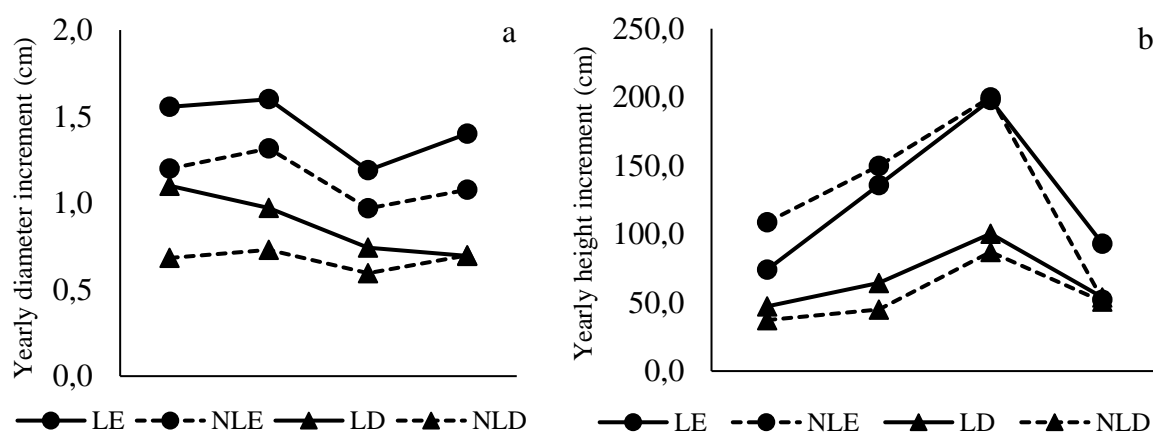 Yearly diameter increment (cm)
2,0
1,5
1,0
0,5
0,0
a
LE NLE LD NLD
Yearly height increment (cm)
250,0
200,0
150,0
100,0
50,0
0,0
b
LE NLE LD NLD